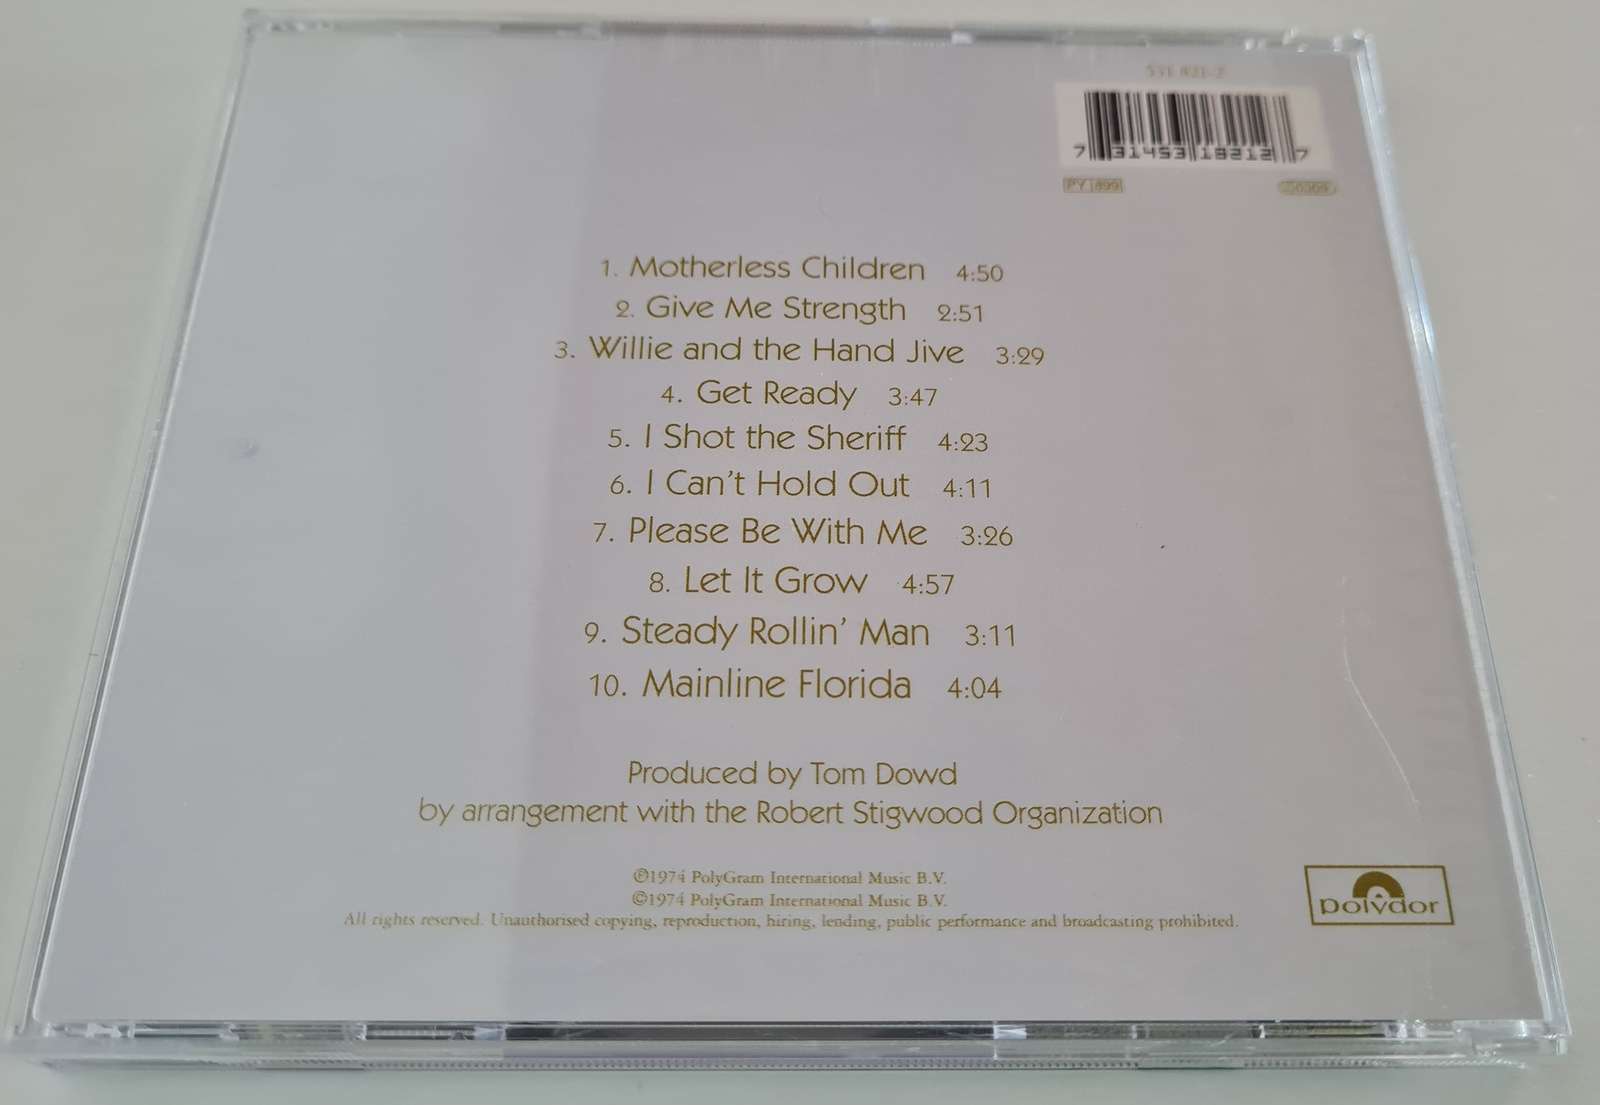 531 821-2
7 31453 18212 7
PY 899
1. Motherless Children 4:50
2. Give Me Strength 2:51
3. Willie and the Hand Jive 3:29
4. Get Ready 3:47
5. I Shot the Sheriff 4:23
6. I Can't Hold Out 4:11
7. Please Be With Me 3:26
8. Let It Grow 4:57
9. Steady Rollin' Man 3:11
10. Mainline Florida 4:04
Produced by Tom Dowd
by arrangement with the Robert Stigwood Organization
℗1974 PolyGram International Music B.V.
©1974 PolyGram International Music B.V.
All rights reserved. Unauthorised copying, reproduction, hiring, lending, public performance and broadcasting prohibited.
polydor